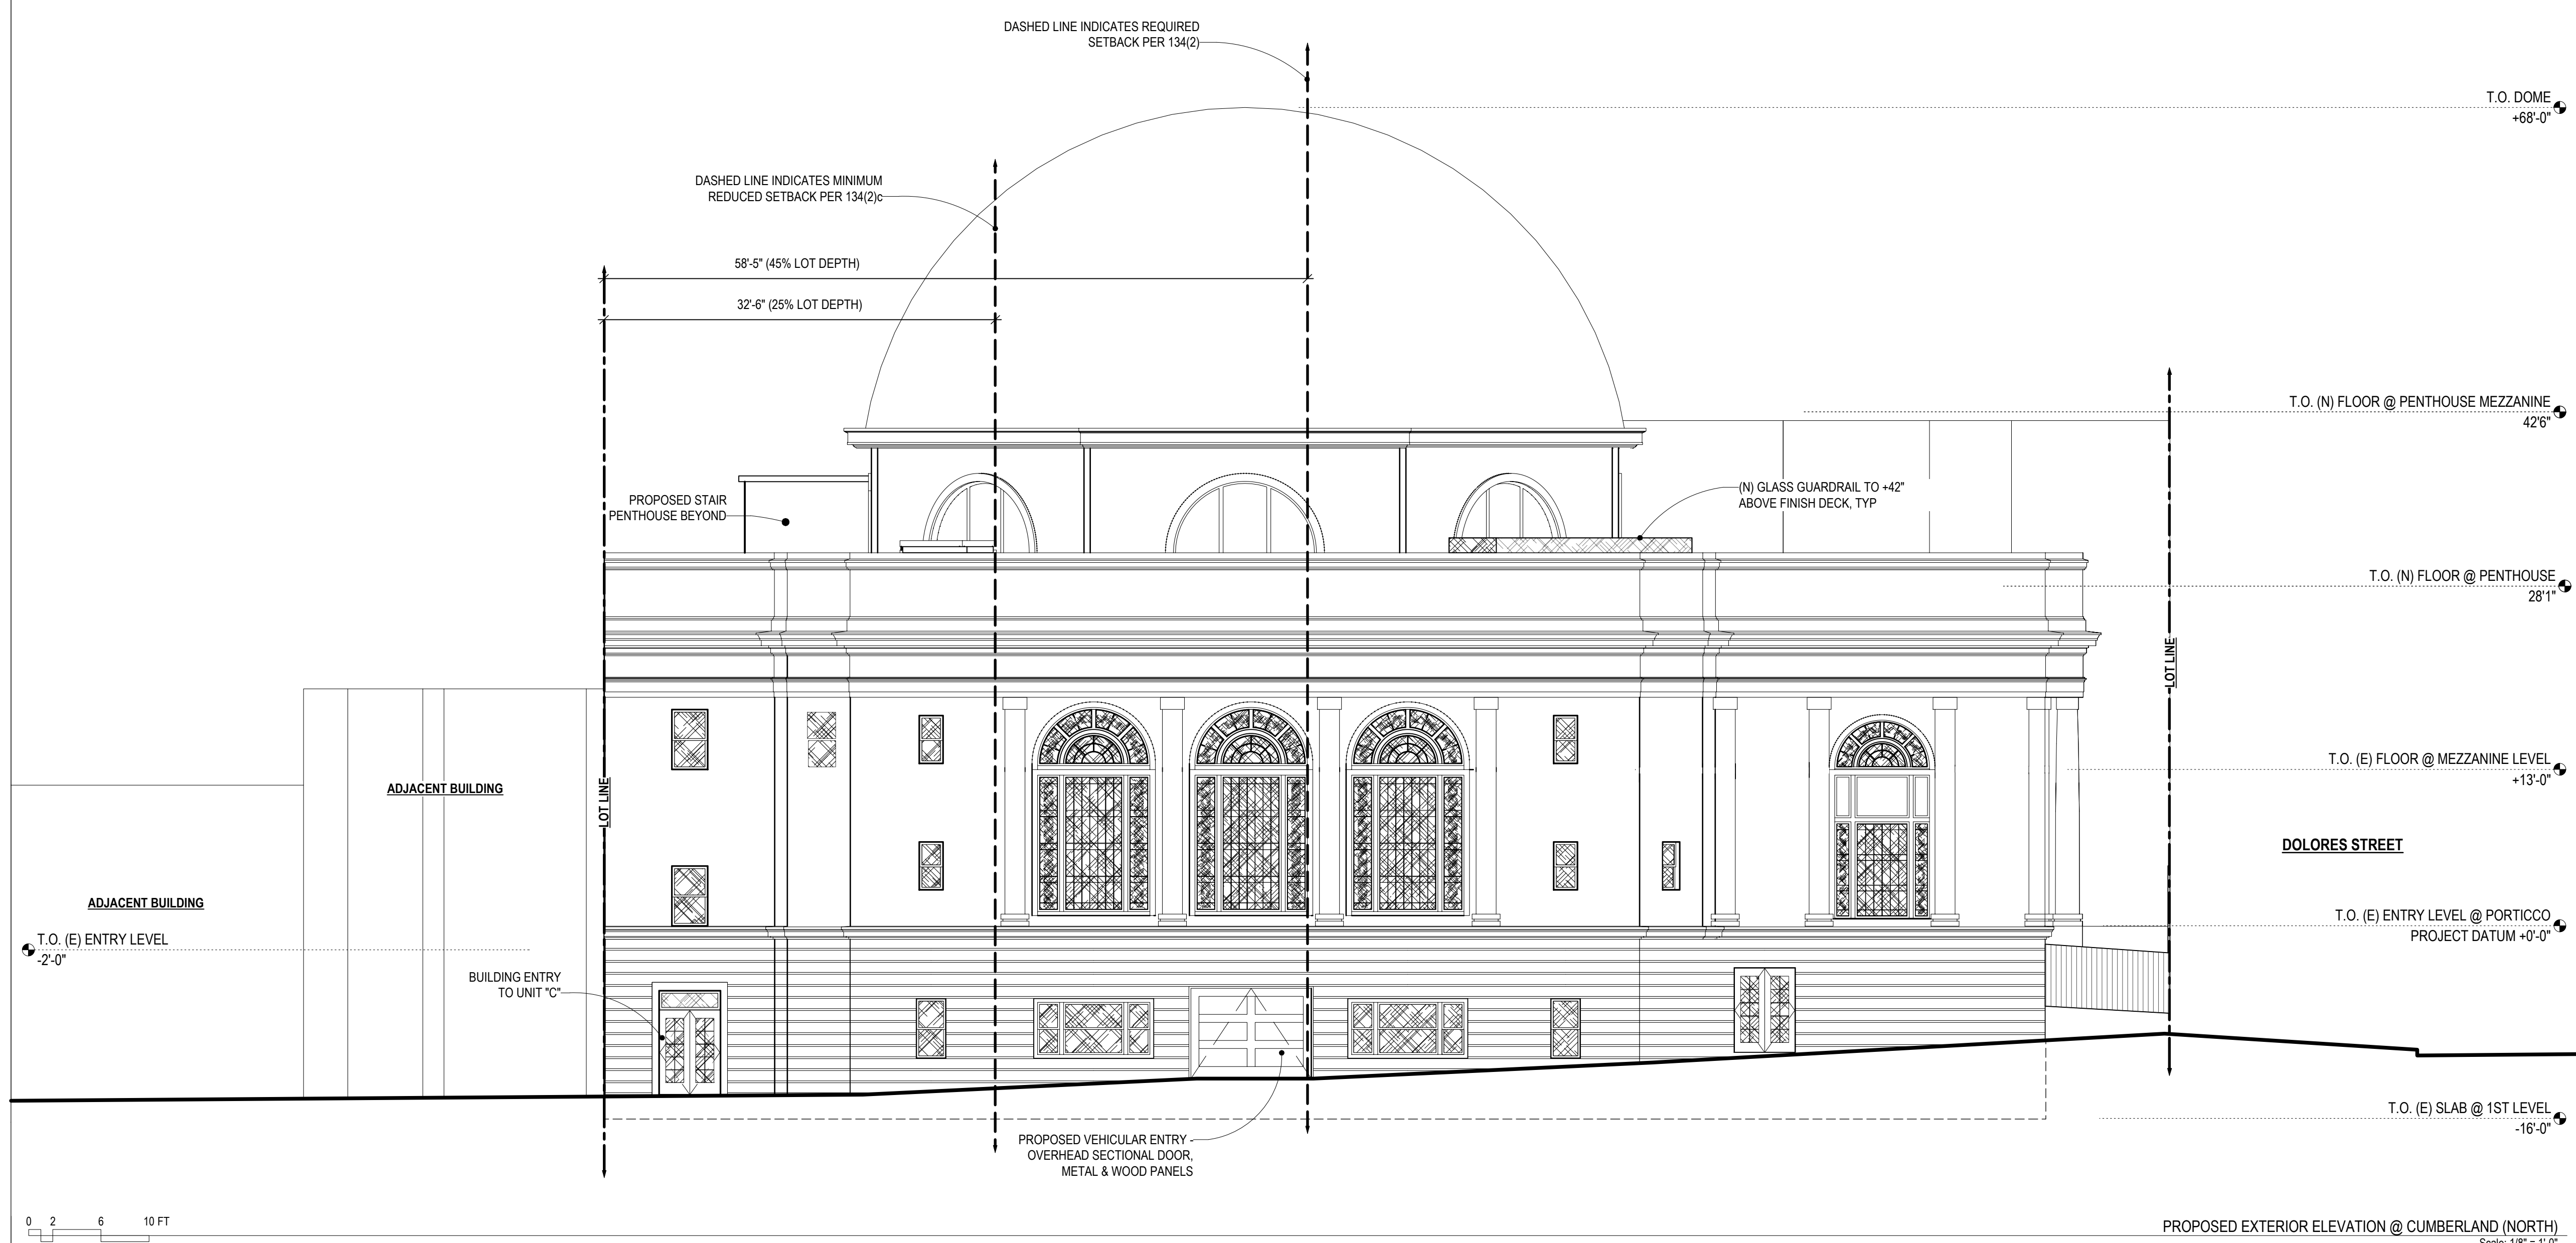 DASHED LINE INDICATES REQUIRED
SETBACK PER 134(2)
T.O. DOME
+68'-0"
DASHED LINE INDICATES MINIMUM
REDUCED SETBACK PER 134(2)c
58'-5" (45% LOT DEPTH)
32'-6" (25% LOT DEPTH)
T.O. (N) FLOOR @ PENTHOUSE MEZZANINE
42'6"
PROPOSED STAIR
PENTHOUSE BEYOND
(N) GLASS GUARDRAIL TO +42"
ABOVE FINISH DECK, TYP
T.O. (N) FLOOR @ PENTHOUSE
28'1"
LOT LINE
LOT LINE
T.O. (E) FLOOR @ MEZZANINE LEVEL
+13'-0"
ADJACENT BUILDING
DOLORES STREET
ADJACENT BUILDING
T.O. (E) ENTRY LEVEL @ PORTICCO
PROJECT DATUM +0'-0"
T.O. (E) ENTRY LEVEL
-2'-0"
BUILDING ENTRY
TO UNIT "C"
T.O. (E) SLAB @ 1ST LEVEL
-16'-0"
PROPOSED VEHICULAR ENTRY -
OVERHEAD SECTIONAL DOOR,
METAL & WOOD PANELS
0 2 6 10 FT
PROPOSED EXTERIOR ELEVATION @ CUMBERLAND (NORTH)
Scale: 1/8" = 1'-0"